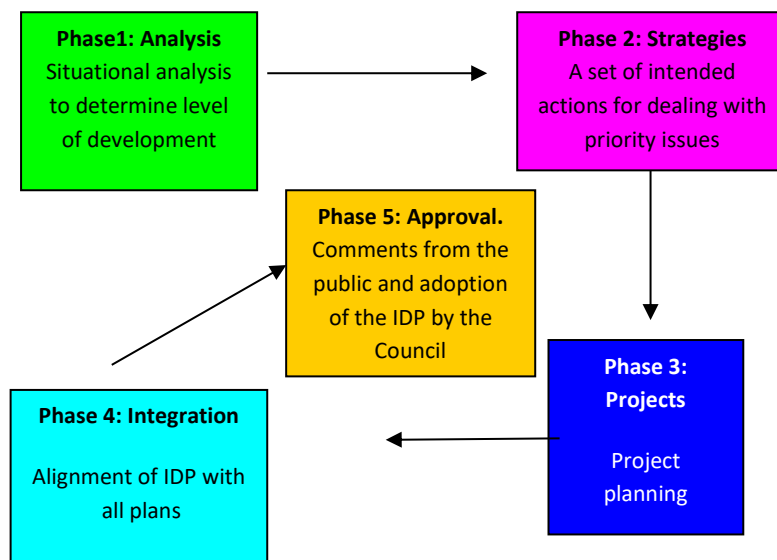 Phase1: Analysis
Situational analysis
to determine level
of development
Phase 2: Strategies
A set of intended
actions for dealing with
priority issues
Phase 5: Approval.
Comments from the
public and adoption
of the IDP by the
Council
Phase 3:
Projects
Project
planning
Phase 4: Integration
Alignment of IDP with
all plans